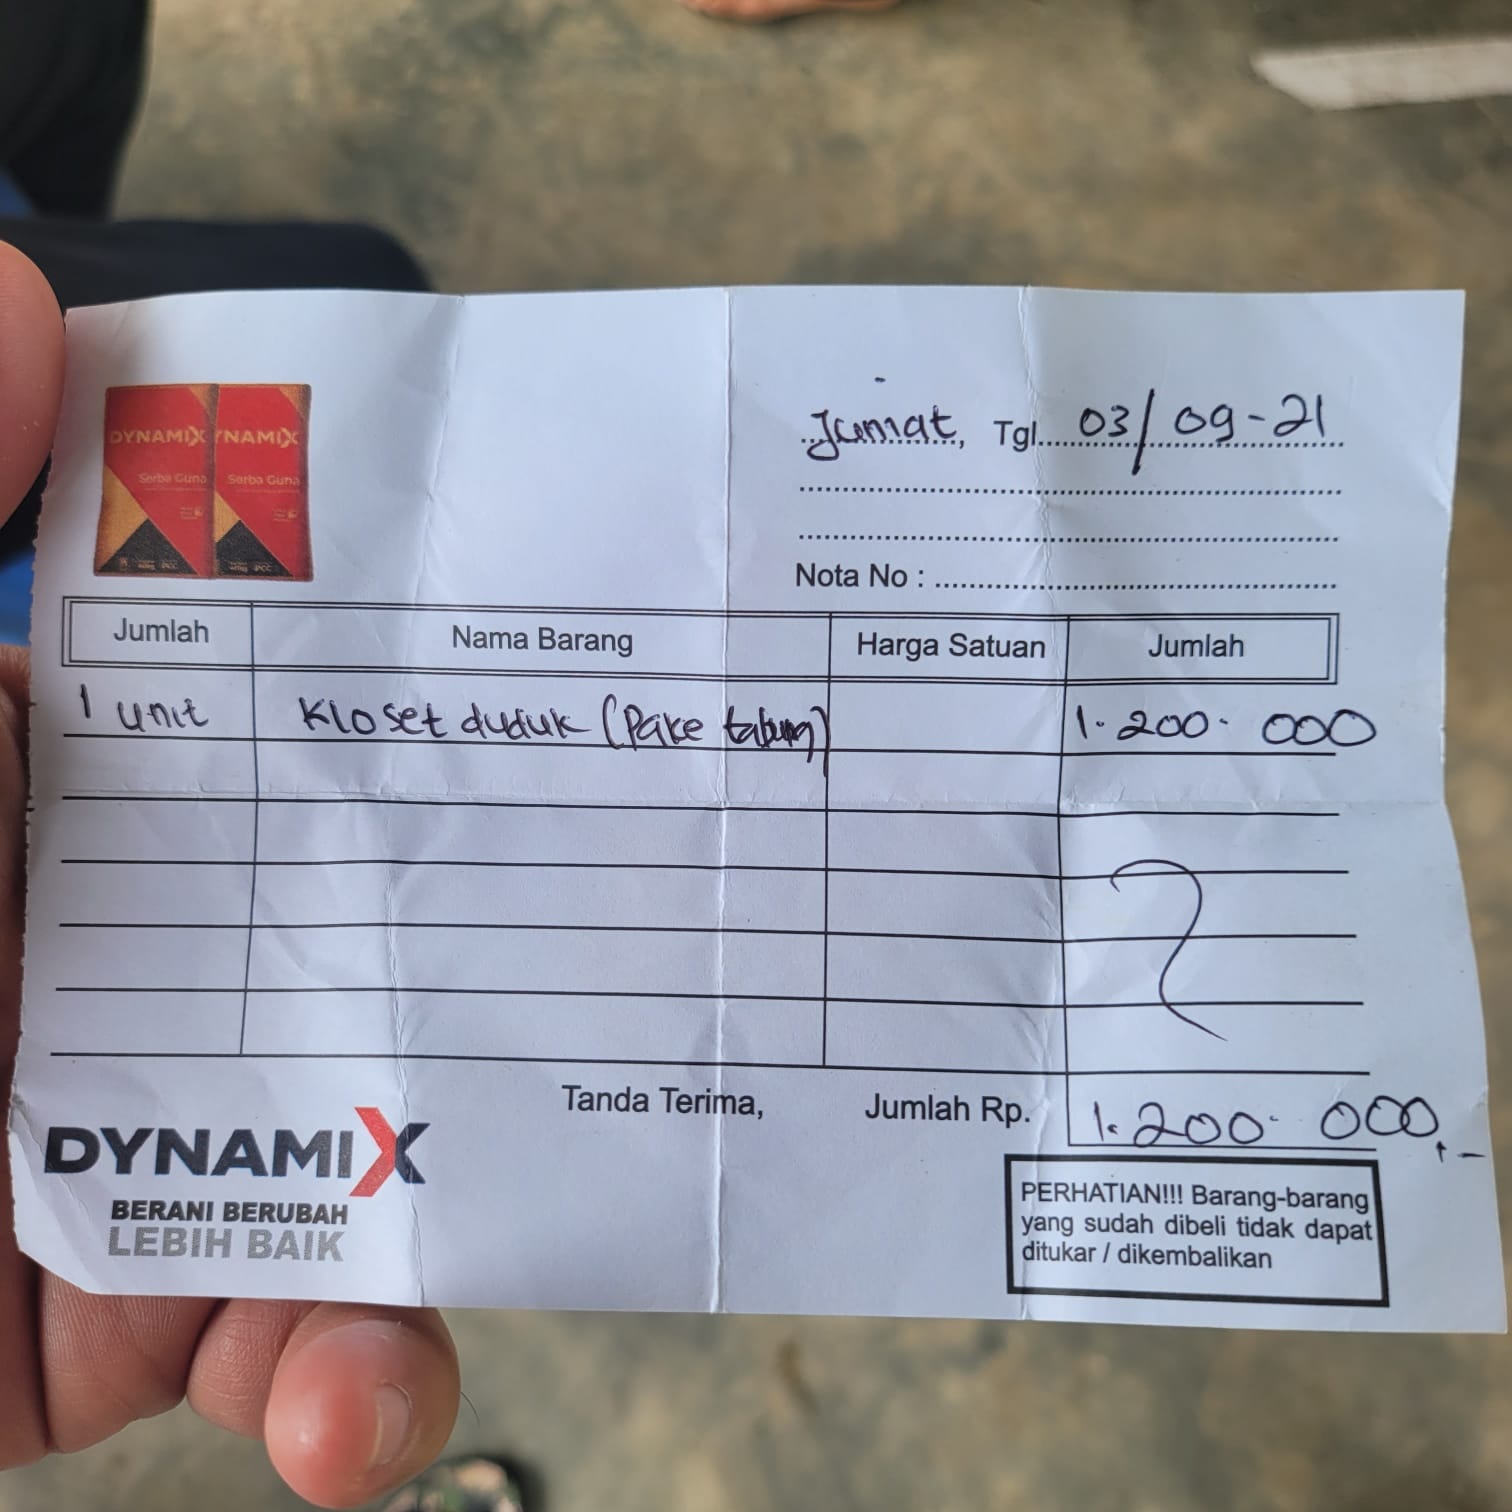 DYNAMIX YNAMIX
Serba Guna Serba Guna
Jumat, Tgl. 03/09-21
Nota No :
Jumlah Nama Barang Harga Satuan Jumlah
1 unit Kloset duduk (Pake tabung) 1.200.000
Tanda Terima, Jumlah Rp. 1.200.000,-
DYNAMIX
BERANI BERUBAH
LEBIH BAIK
PERHATIAN!!! Barang-barang
yang sudah dibeli tidak dapat
ditukar / dikembalikan